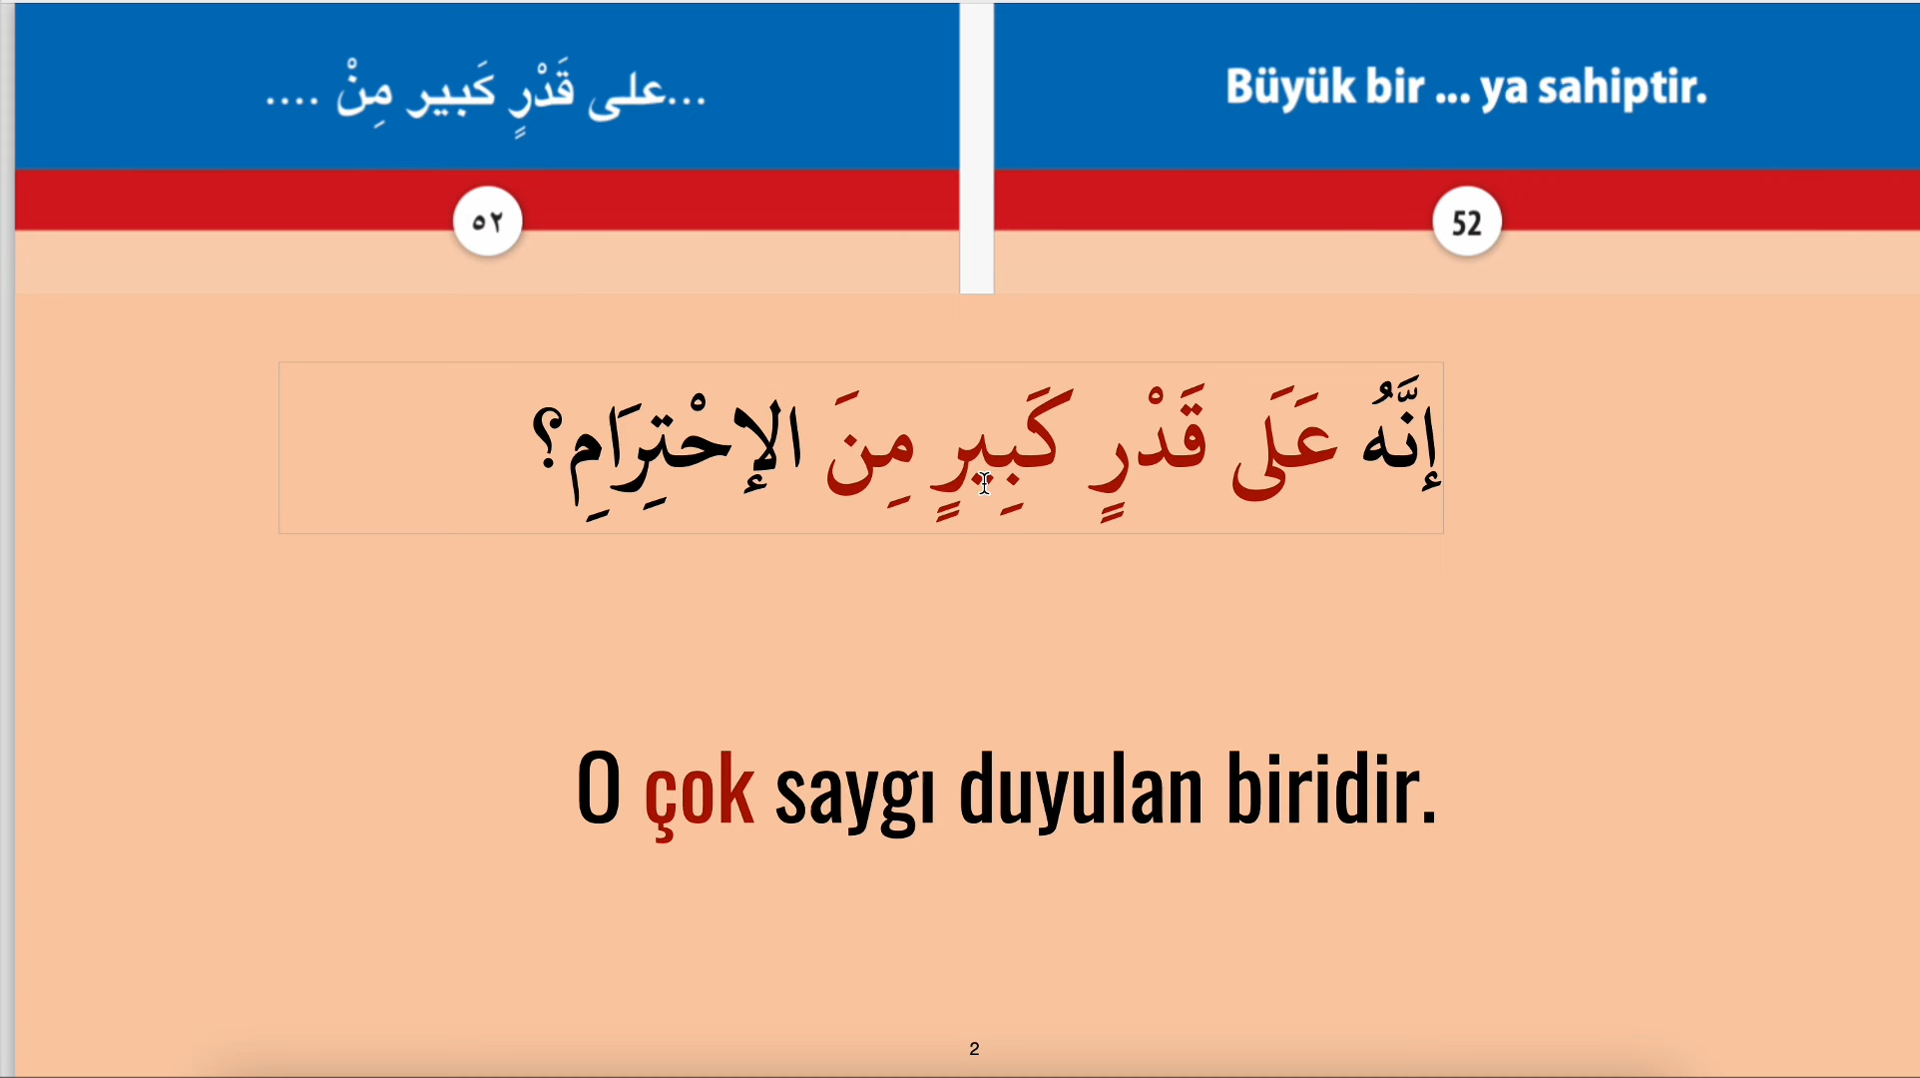 ...على قَدْرٍ كَبير مِنْ ....
Büyük bir ... ya sahiptir.
٥٢
52
إنَّهُ عَلَى قَدْرٍ كَبِيرٍ مِنَ الإحْتِرَامِ؟
O çok saygı duyulan biridir.
2